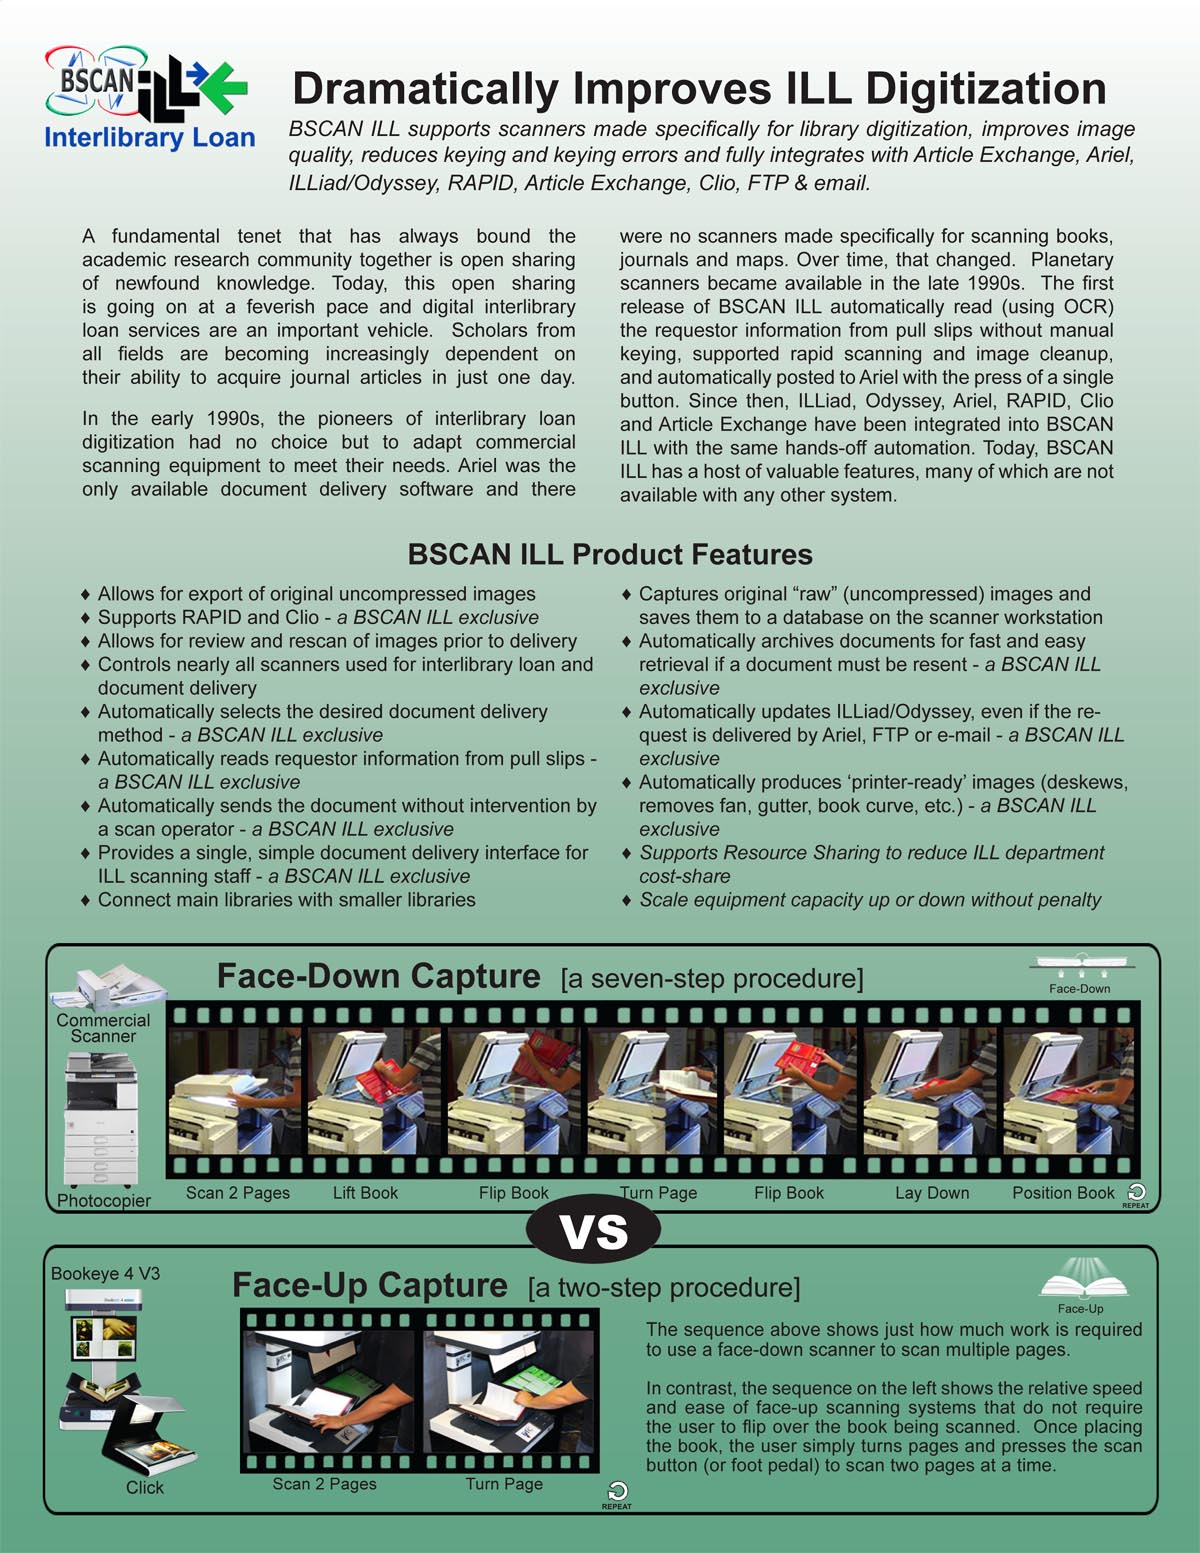 BSCAN ILL
Interlibrary Loan
Dramatically Improves ILL Digitization
BSCAN ILL supports scanners made specifically for library digitization, improves image
quality, reduces keying and keying errors and fully integrates with Article Exchange, Ariel,
ILLiad/Odyssey, RAPID, Article Exchange, Clio, FTP & email.
A fundamental tenet that has always bound the
academic research community together is open sharing
of newfound knowledge. Today, this open sharing
is going on at a feverish pace and digital interlibrary
loan services are an important vehicle. Scholars from
all fields are becoming increasingly dependent on
their ability to acquire journal articles in just one day.
In the early 1990s, the pioneers of interlibrary loan
digitization had no choice but to adapt commercial
scanning equipment to meet their needs. Ariel was the
only available document delivery software and there
were no scanners made specifically for scanning books,
journals and maps. Over time, that changed. Planetary
scanners became available in the late 1990s. The first
release of BSCAN ILL automatically read (using OCR)
the requestor information from pull slips without manual
keying, supported rapid scanning and image cleanup,
and automatically posted to Ariel with the press of a single
button. Since then, ILLiad, Odyssey, Ariel, RAPID, Clio
and Article Exchange have been integrated into BSCAN
ILL with the same hands-off automation. Today, BSCAN
ILL has a host of valuable features, many of which are not
available with any other system.
BSCAN ILL Product Features
♦ Allows for export of original uncompressed images
♦ Supports RAPID and Clio - a BSCAN ILL exclusive
♦ Allows for review and rescan of images prior to delivery
♦ Controls nearly all scanners used for interlibrary loan and
document delivery
♦ Automatically selects the desired document delivery
method - a BSCAN ILL exclusive
♦ Automatically reads requestor information from pull slips -
a BSCAN ILL exclusive
♦ Automatically sends the document without intervention by
a scan operator - a BSCAN ILL exclusive
♦ Provides a single, simple document delivery interface for
ILL scanning staff - a BSCAN ILL exclusive
♦ Connect main libraries with smaller libraries
♦ Captures original “raw” (uncompressed) images and
saves them to a database on the scanner workstation
♦ Automatically archives documents for fast and easy
retrieval if a document must be resent - a BSCAN ILL
exclusive
♦ Automatically updates ILLiad/Odyssey, even if the re-
quest is delivered by Ariel, FTP or e-mail - a BSCAN ILL
exclusive
♦ Automatically produces ‘printer-ready’ images (deskews,
removes fan, gutter, book curve, etc.) - a BSCAN ILL
exclusive
♦ Supports Resource Sharing to reduce ILL department
cost-share
♦ Scale equipment capacity up or down without penalty
Face-Down Capture [a seven-step procedure]
Face-Down
Commercial
Scanner
Photocopier
Scan 2 Pages
Lift Book
Flip Book
Turn Page
Flip Book
Lay Down
Position Book
REPEAT
VS
Bookeye 4 V3
Face-Up Capture [a two-step procedure]
Face-Up
Click
Scan 2 Pages
Turn Page
REPEAT
The sequence above shows just how much work is required
to use a face-down scanner to scan multiple pages.
In contrast, the sequence on the left shows the relative speed
and ease of face-up scanning systems that do not require
the user to flip over the book being scanned. Once placing
the book, the user simply turns pages and presses the scan
button (or foot pedal) to scan two pages at a time.